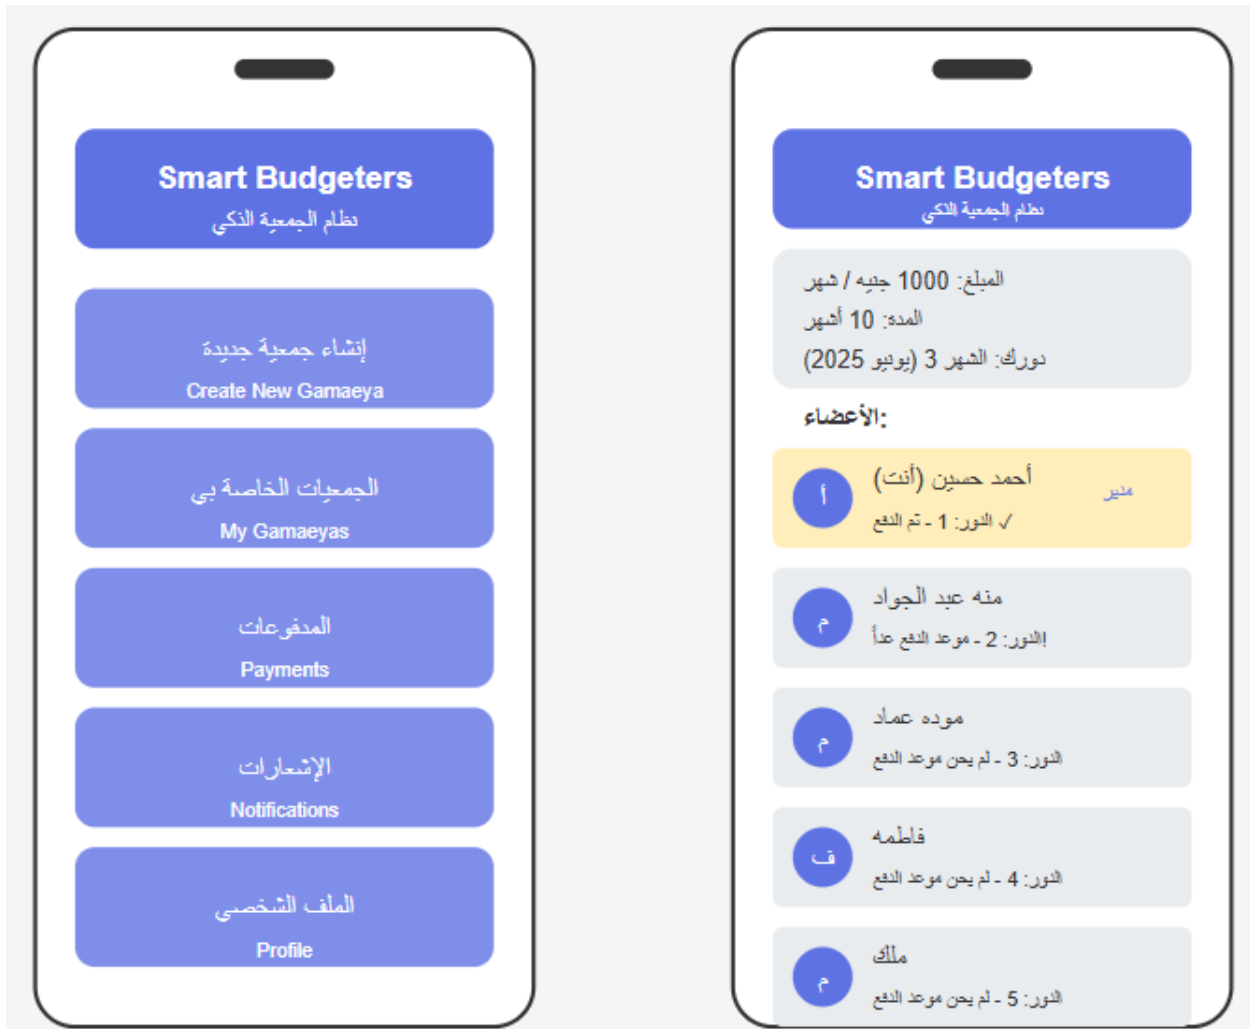 Smart Budgeters
نظام الجمعية الذكي
إنشاء جمعية جديدة
Create New Gamaeya
الجمعيات الخاصة بي
My Gamaeyas
المدفوعات
Payments
الإشعارات
Notifications
الملف الشخصي
Profile
Smart Budgeters
نظام الجمعية الذكي
المبلغ: 1000 جنيه / شهر
المدة: 10 أشهر
دورك: الشهر 3 (يونيو 2025)
الأعضاء:
أ
أحمد حسين (أنت)
مدير
الدور: 1 - تم الدفع ✓
م
منه عبد الجواد
الدور: 2 - موعد الدفع غداً!
م
موده عماد
الدور: 3 - لم يحن موعد الدفع
ف
فاطمه
الدور: 4 - لم يحن موعد الدفع
م
ملك
الدور: 5 - لم يحن موعد الدفع